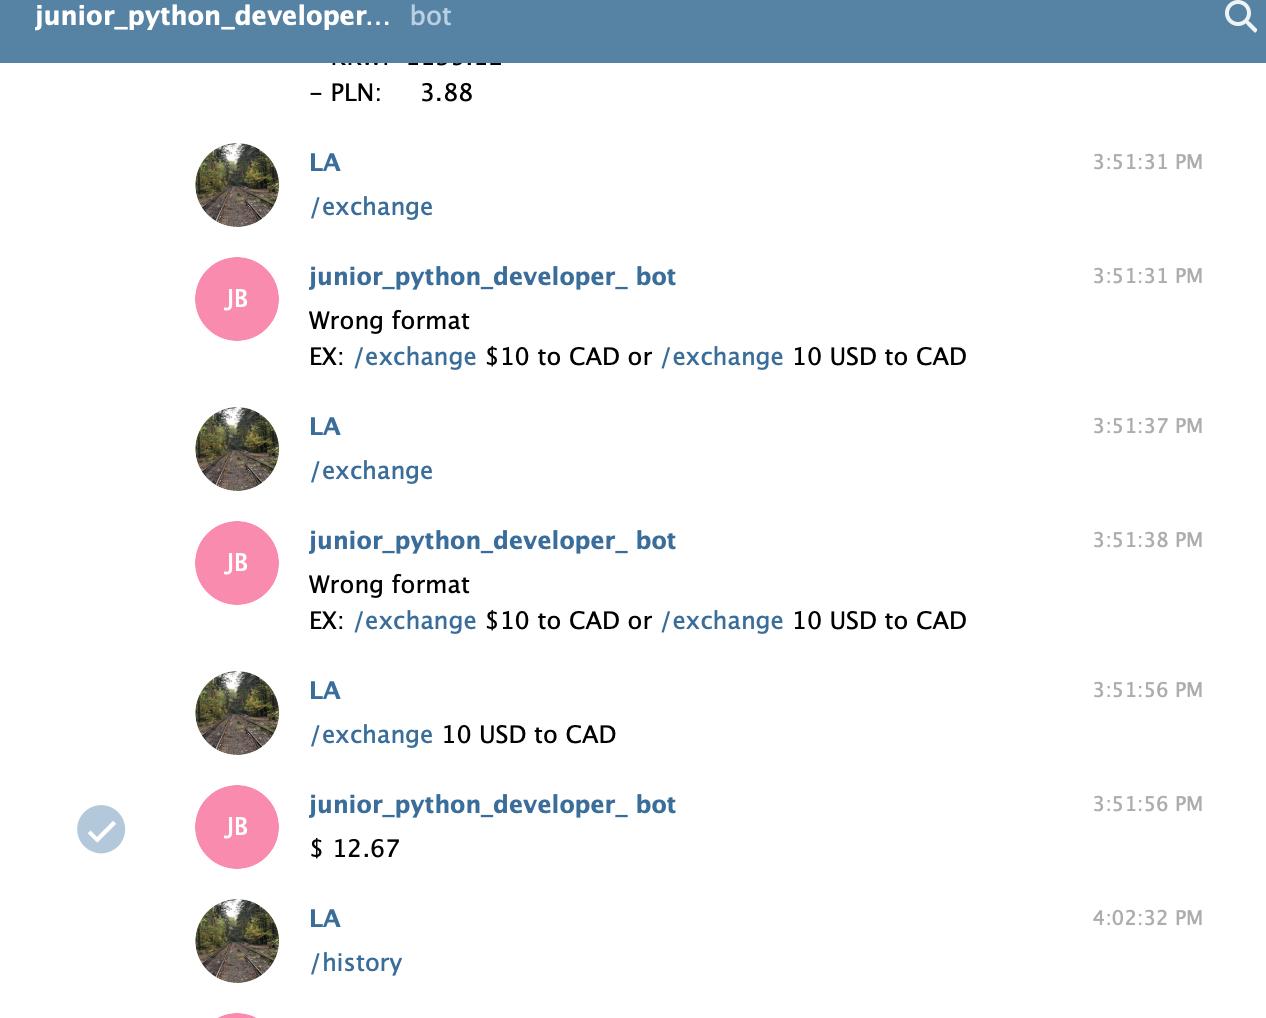 junior_python_developer... bot
– PLN: 3.88
LA 3:51:31 PM
/exchange
JB junior_python_developer_ bot 3:51:31 PM
Wrong format
EX: /exchange $10 to CAD or /exchange 10 USD to CAD
LA 3:51:37 PM
/exchange
JB junior_python_developer_ bot 3:51:38 PM
Wrong format
EX: /exchange $10 to CAD or /exchange 10 USD to CAD
LA 3:51:56 PM
/exchange 10 USD to CAD
JB junior_python_developer_ bot 3:51:56 PM
$ 12.67
LA 4:02:32 PM
/history